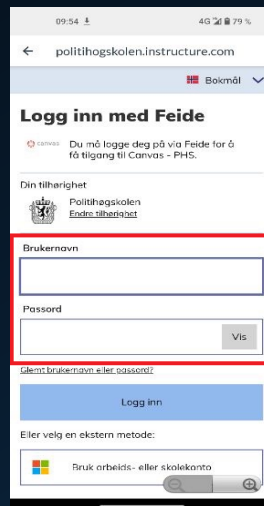 09:54 4G 79 %
politihogskolen.instructure.com
Bokmål
Logg inn med Feide
canvas Du må logge deg på via Feide for å
få tilgang til Canvas - PHS.
Din tilhørighet
Politihøgskolen
Endre tilhørighet
Brukernavn
Passord
Vis
Glemt brukernavn eller passord?
Logg inn
Eller velg en ekstern metode:
Bruk arbeids- eller skolekonto